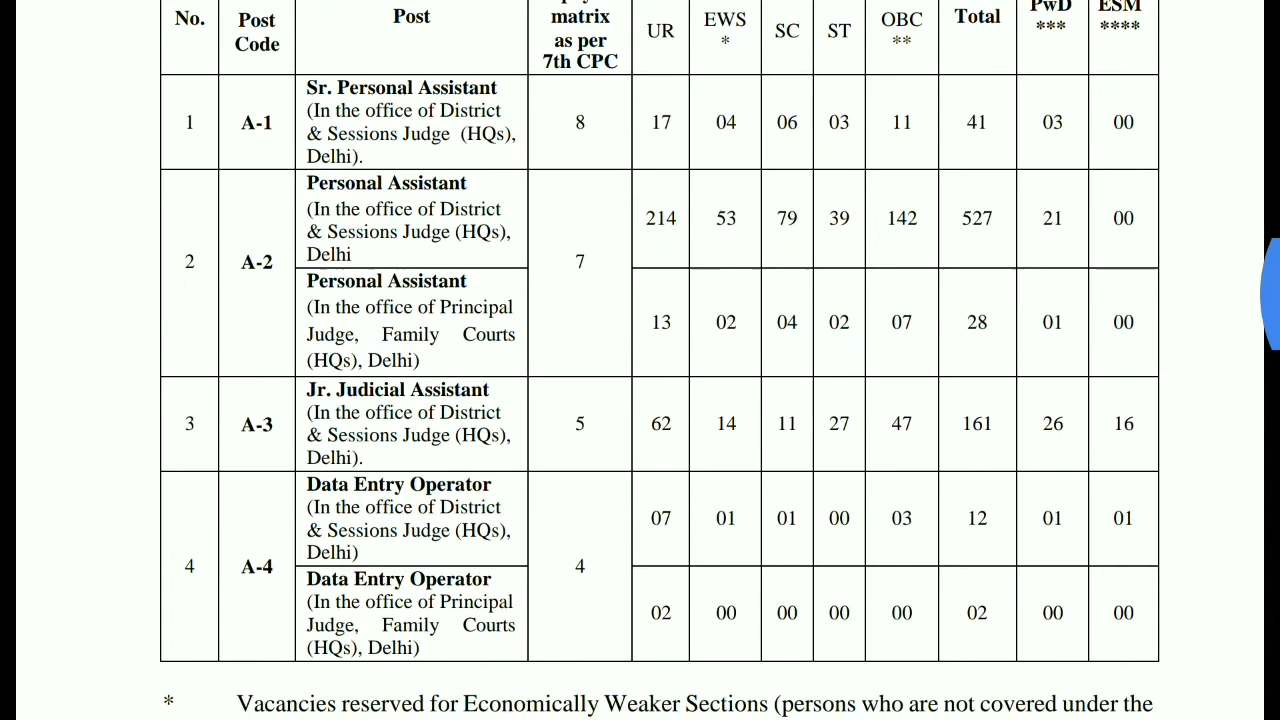 No. Post Code Post matrix as per 7th CPC UR EWS * SC ST OBC ** Total PwD *** ESM ****
1 A-1 Sr. Personal Assistant 8 17 04 06 03 11 41 03 00
(In the office of District
& Sessions Judge (HQs),
Delhi).
2 A-2 Personal Assistant 7 214 53 79 39 142 527 21 00
(In the office of District
& Sessions Judge (HQs),
Delhi
Personal Assistant 13 02 04 02 07 28 01 00
(In the office of Principal
Judge, Family Courts
(HQs), Delhi)
3 A-3 Jr. Judicial Assistant 5 62 14 11 27 47 161 26 16
(In the office of District
& Sessions Judge (HQs),
Delhi).
4 A-4 Data Entry Operator 4 07 01 01 00 03 12 01 01
(In the office of District
& Sessions Judge (HQs),
Delhi)
Data Entry Operator 02 00 00 00 00 02 00 00
(In the office of Principal
Judge, Family Courts
(HQs), Delhi)
* Vacancies reserved for Economically Weaker Sections (persons who are not covered under the